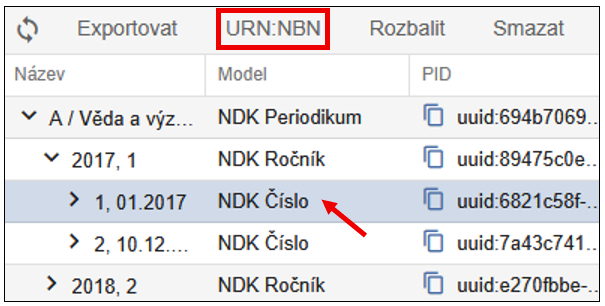 Exportovat URN:NBN Rozbalit Smazat
Název Model PID
A / Věda a výz... NDK Periodikum uuid:694b7069...
2017, 1 NDK Ročník uuid:89475c0e...
1, 01.2017 NDK Číslo uuid:6821c58f-...
2, 10.12.... NDK Číslo uuid:7a43c741...
2018, 2 NDK Ročník uuid:e270fbbe-...